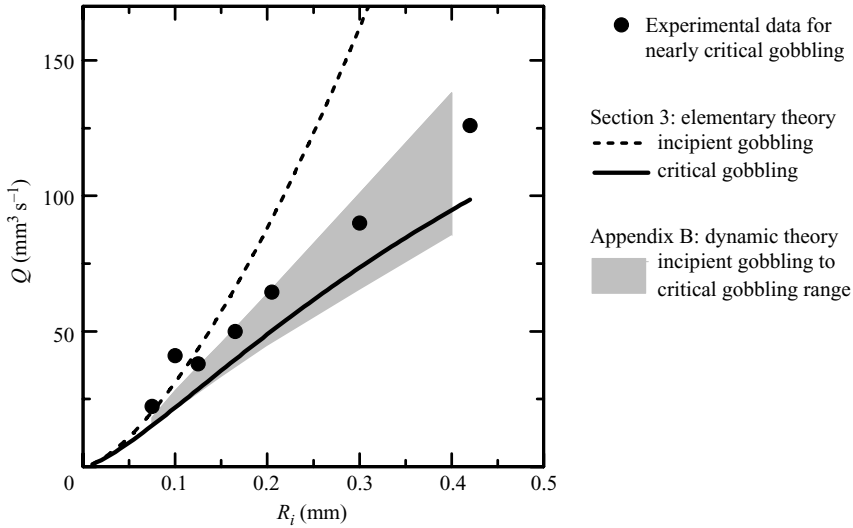 150
100
50
0
0.1
0.2
0.3
0.4
0.5
Q (mm³ s⁻¹)
Rᵢ (mm)
Experimental data for
nearly critical gobbling
Section 3: elementary theory
incipient gobbling
critical gobbling
Appendix B: dynamic theory
incipient gobbling to
critical gobbling range